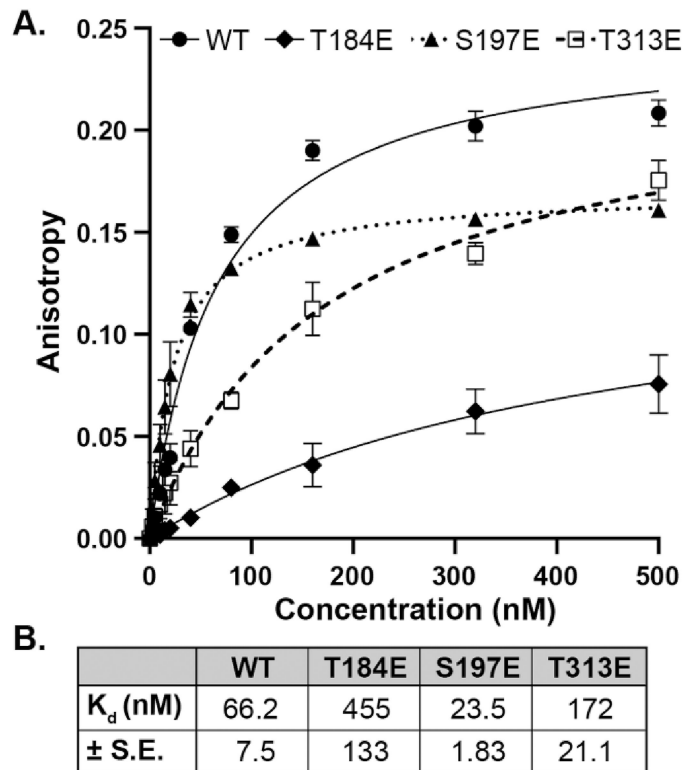 A.
WT T184E S197E T313E
0.25
0.20
0.15
0.10
0.05
0.00
Anisotropy
0 100 200 300 400 500
Concentration (nM)
B.
WT T184E S197E T313E
Kd (nM) 66.2 455 23.5 172
± S.E. 7.5 133 1.83 21.1